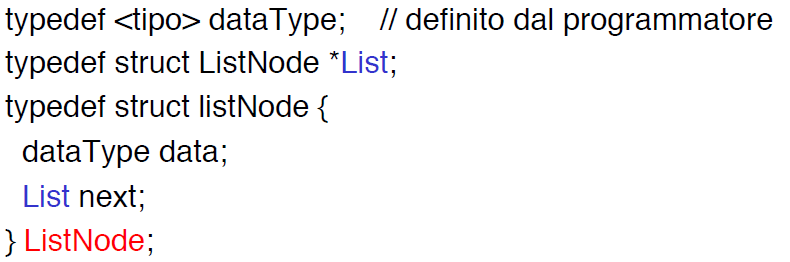 typedef <tipo> dataType;    // definito dal programmatore
typedef struct ListNode *List;
typedef struct listNode {
  dataType data;
  List next;
} ListNode;